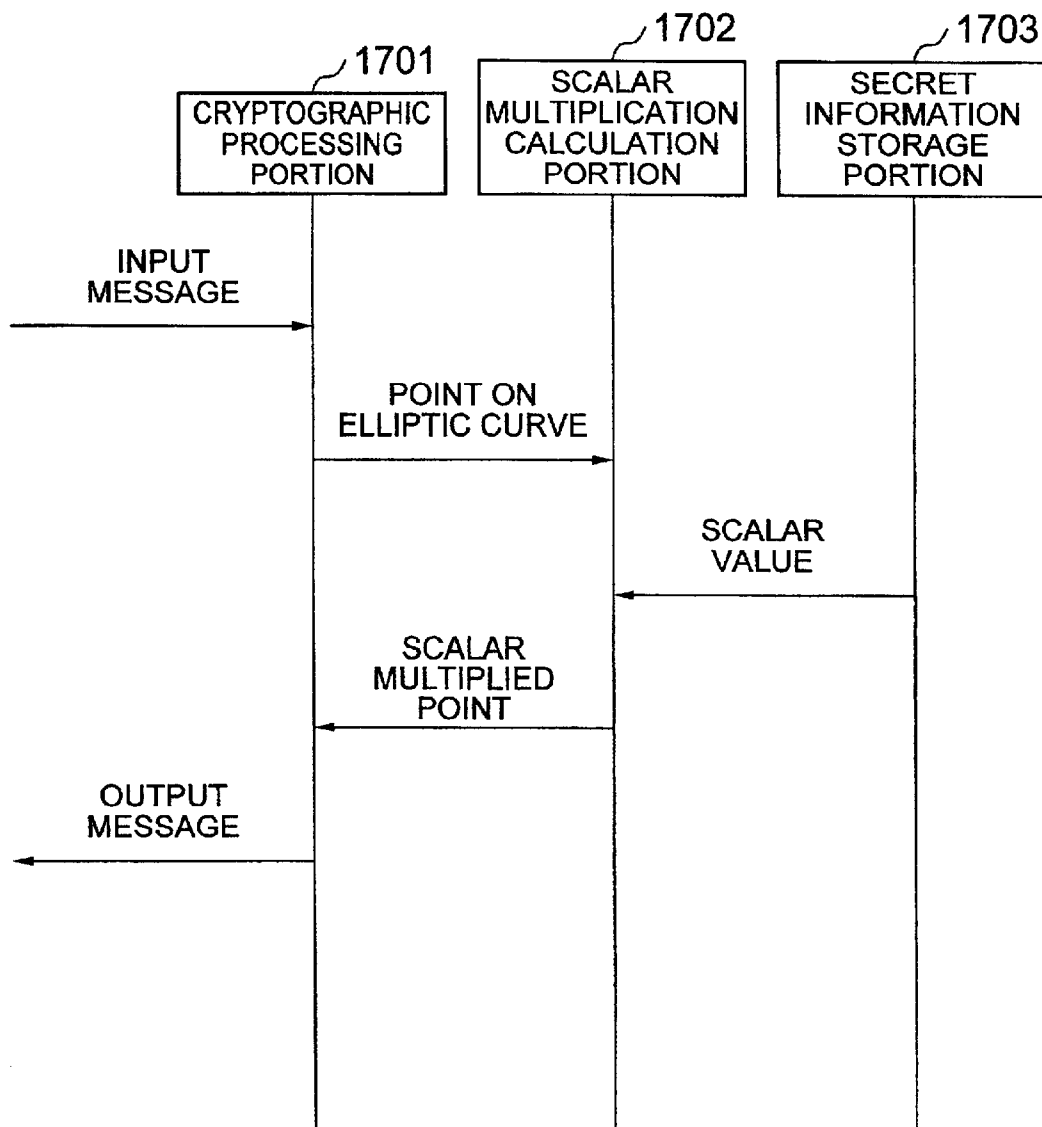 1701
CRYPTOGRAPHIC
PROCESSING
PORTION
1702
SCALAR
MULTIPLICATION
CALCULATION
PORTION
1703
SECRET
INFORMATION
STORAGE
PORTION
INPUT
MESSAGE
POINT ON
ELLIPTIC CURVE
SCALAR
VALUE
SCALAR
MULTIPLIED
POINT
OUTPUT
MESSAGE